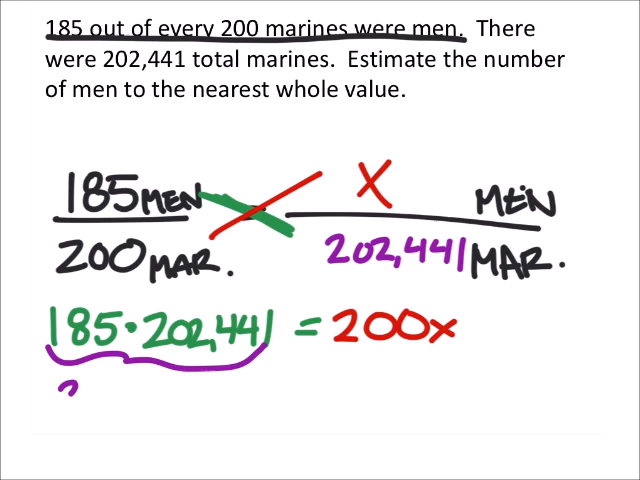 185 out of every 200 marines were men. There
were 202,441 total marines. Estimate the number
of men to the nearest whole value.
185 MEN = X MEN
200 MAR. 202,441 MAR.
185·202,441 = 200x